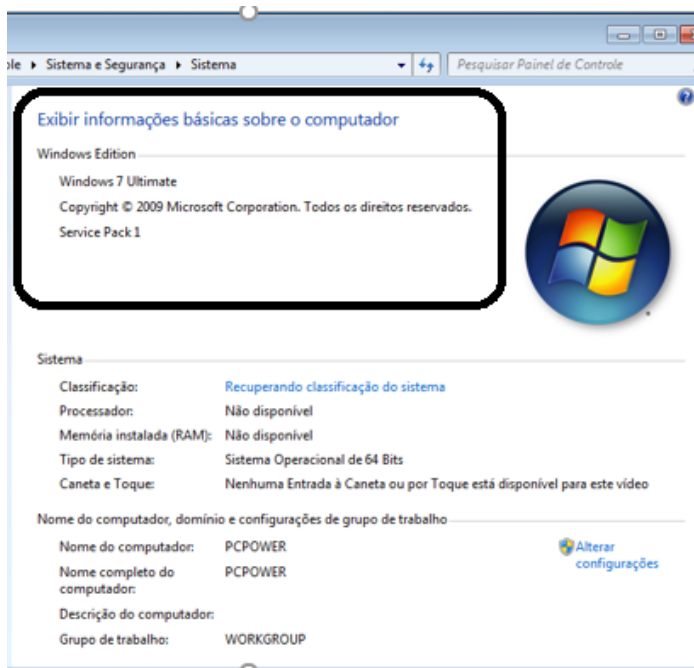 Sistema e Segurança ▸ Sistema
Pesquisar Painel de Controle
Exibir informações básicas sobre o computador
Windows Edition
Windows 7 Ultimate
Copyright © 2009 Microsoft Corporation. Todos os direitos reservados.
Service Pack 1
Sistema
Classificação: Recuperando classificação do sistema
Processador: Não disponível
Memória instalada (RAM): Não disponível
Tipo de sistema: Sistema Operacional de 64 Bits
Caneta e Toque: Nenhuma Entrada à Caneta ou por Toque está disponível para este vídeo
Nome do computador, domínio e configurações de grupo de trabalho
Nome do computador: PCPOWER
Alterar
configurações
Nome completo do PCPOWER
computador:
Descrição do computador:
Grupo de trabalho: WORKGROUP